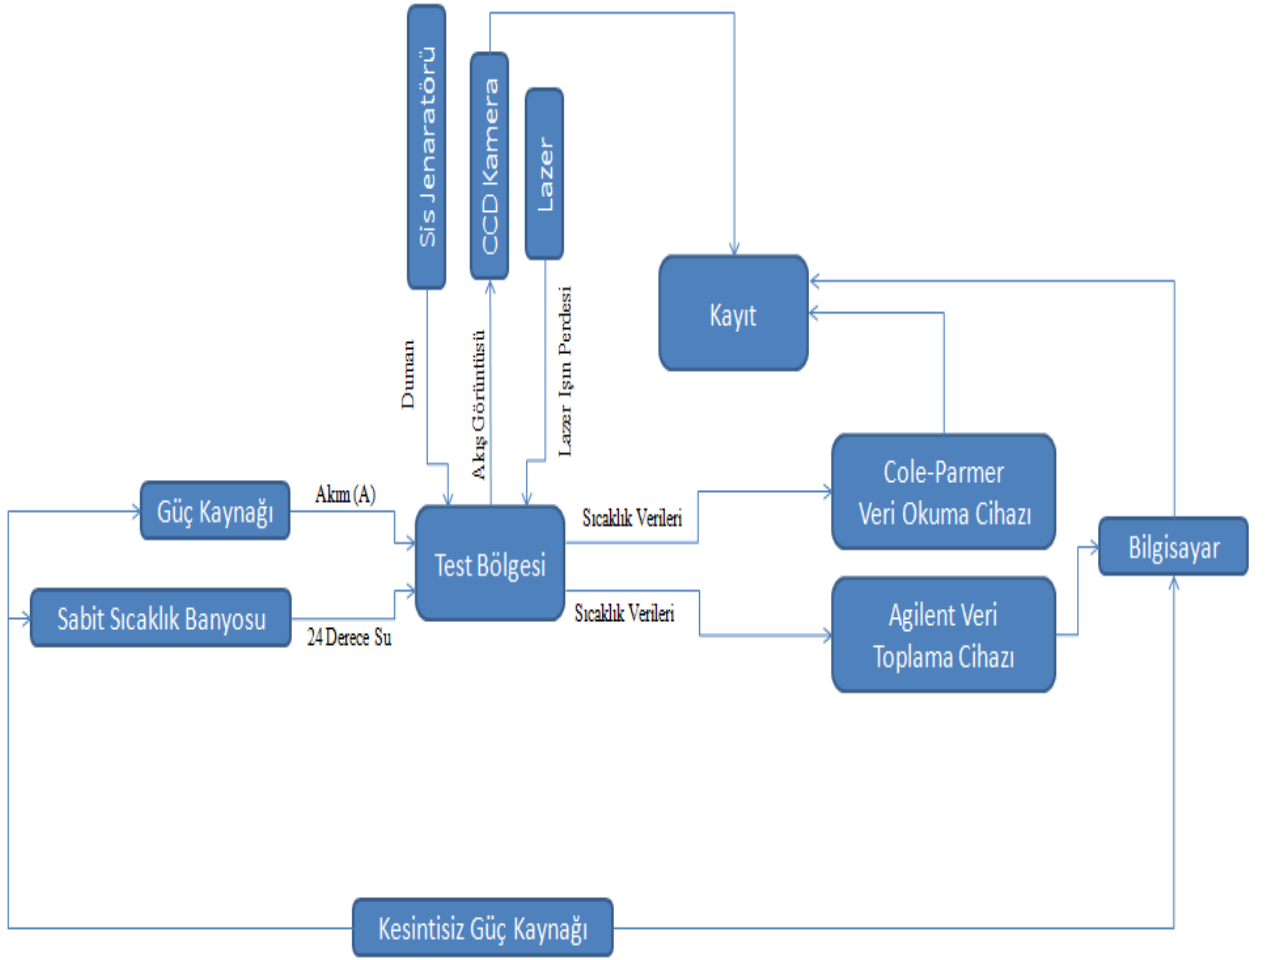 Sis Jenaratörü
CCD Kamera
Lazer
Kayıt
Duman
Akış Görüntüsü
Lazer Işın Perdesi
Güç Kaynağı
Akım (A)
Sabit Sıcaklık Banyosu
24 Derece Su
Test Bölgesi
Sıcaklık Verileri
Sıcaklık Verileri
Cole-Parmer
Veri Okuma Cihazı
Agilent Veri
Toplama Cihazı
Bilgisayar
Kesintisiz Güç Kaynağı